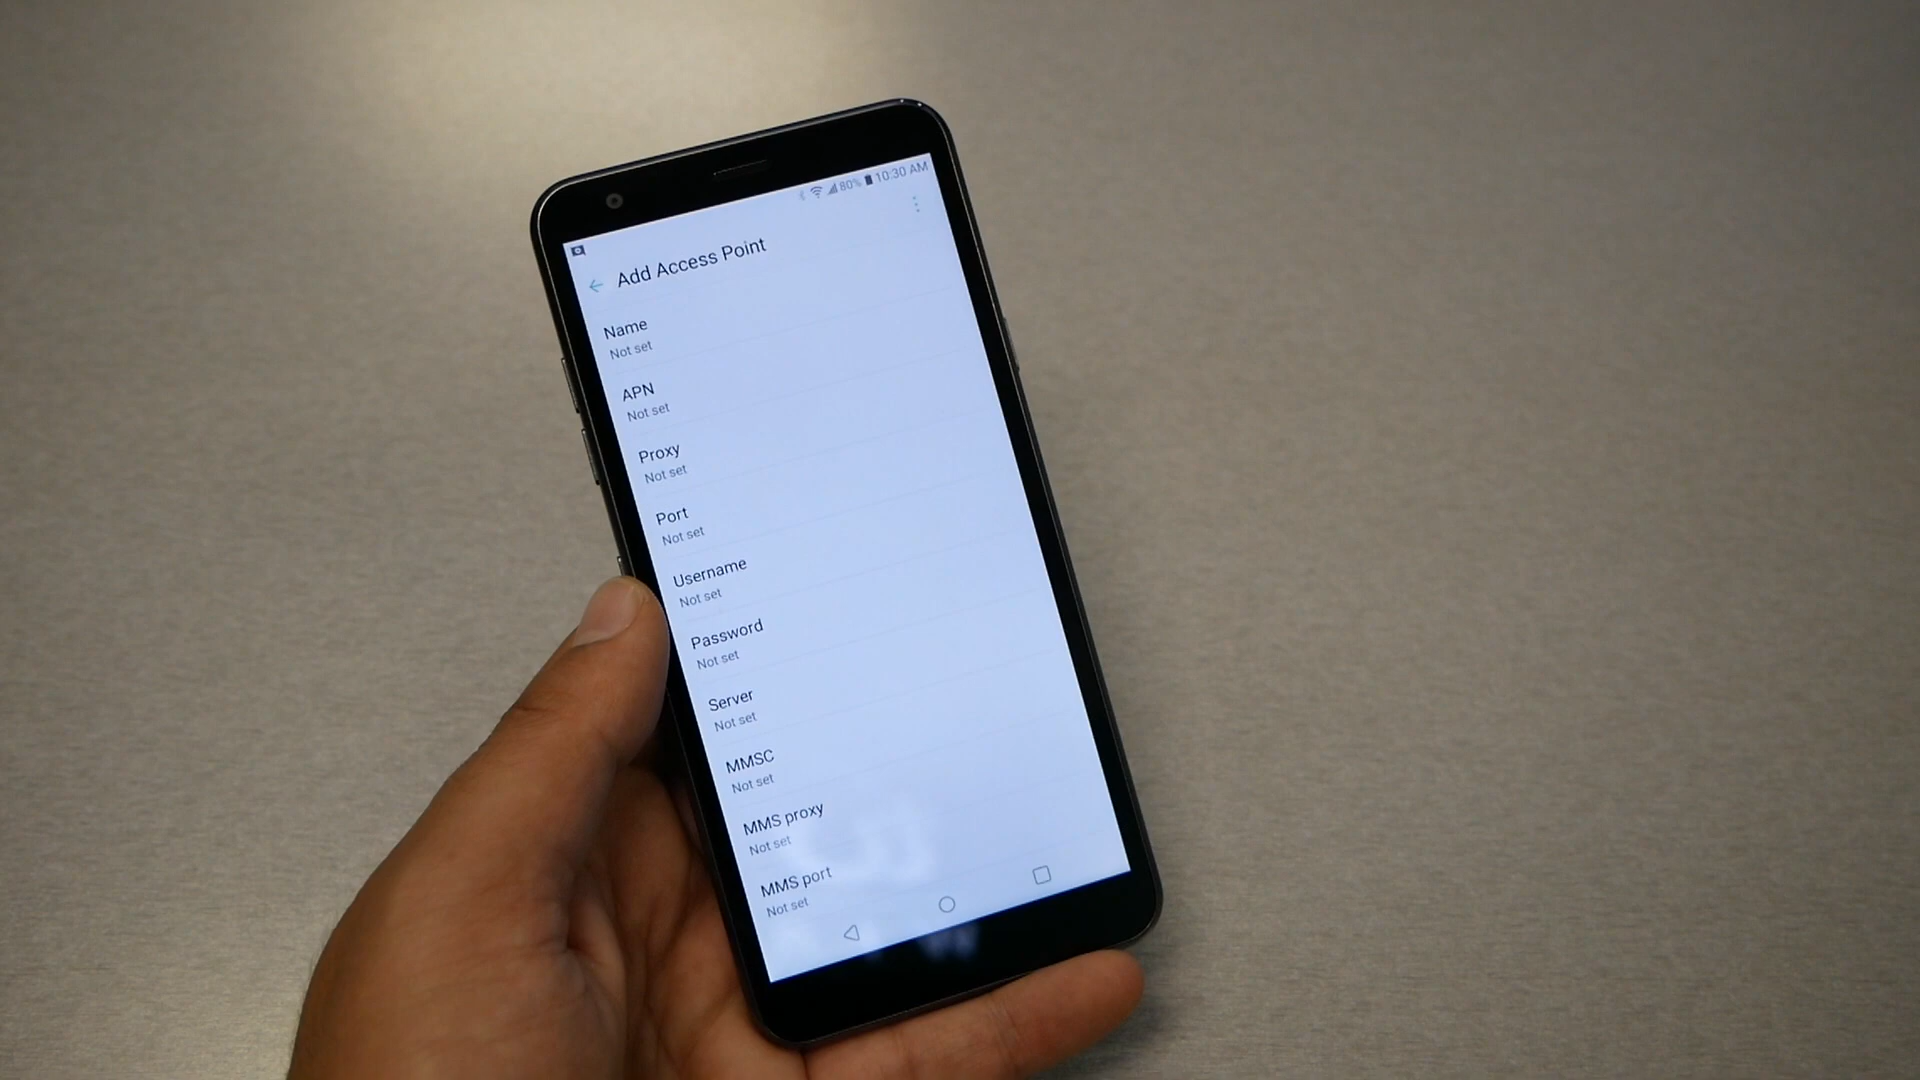 80% 10:30 AM
Add Access Point
Name
Not set
APN
Not set
Proxy
Not set
Port
Not set
Username
Not set
Password
Not set
Server
Not set
MMSC
Not set
MMS proxy
Not set
MMS port
Not set